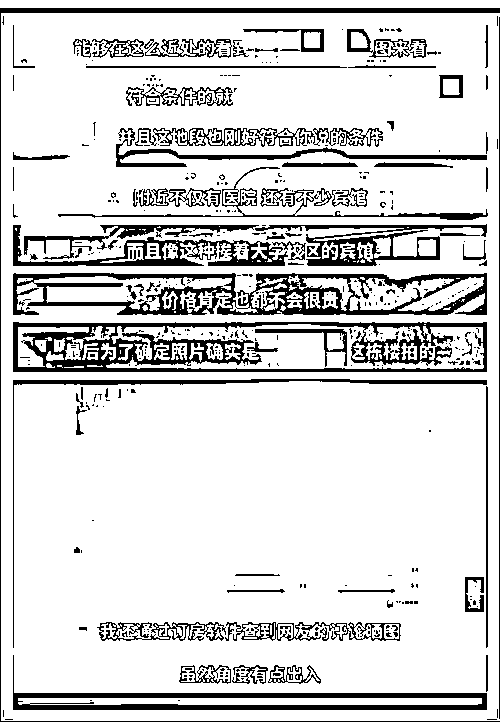 能够在这么近处的看到
图来看
符合条件的就
并且这地段也刚好符合你说的条件
附近不仅有医院 还有不少宾馆
而且像这种挨着大学校区的宾馆
价格肯定也都不会很贵
最后为了确定照片确实是
这栋楼拍的
我还通过订房软件查到网友的评论晒图
虽然角度有点出入